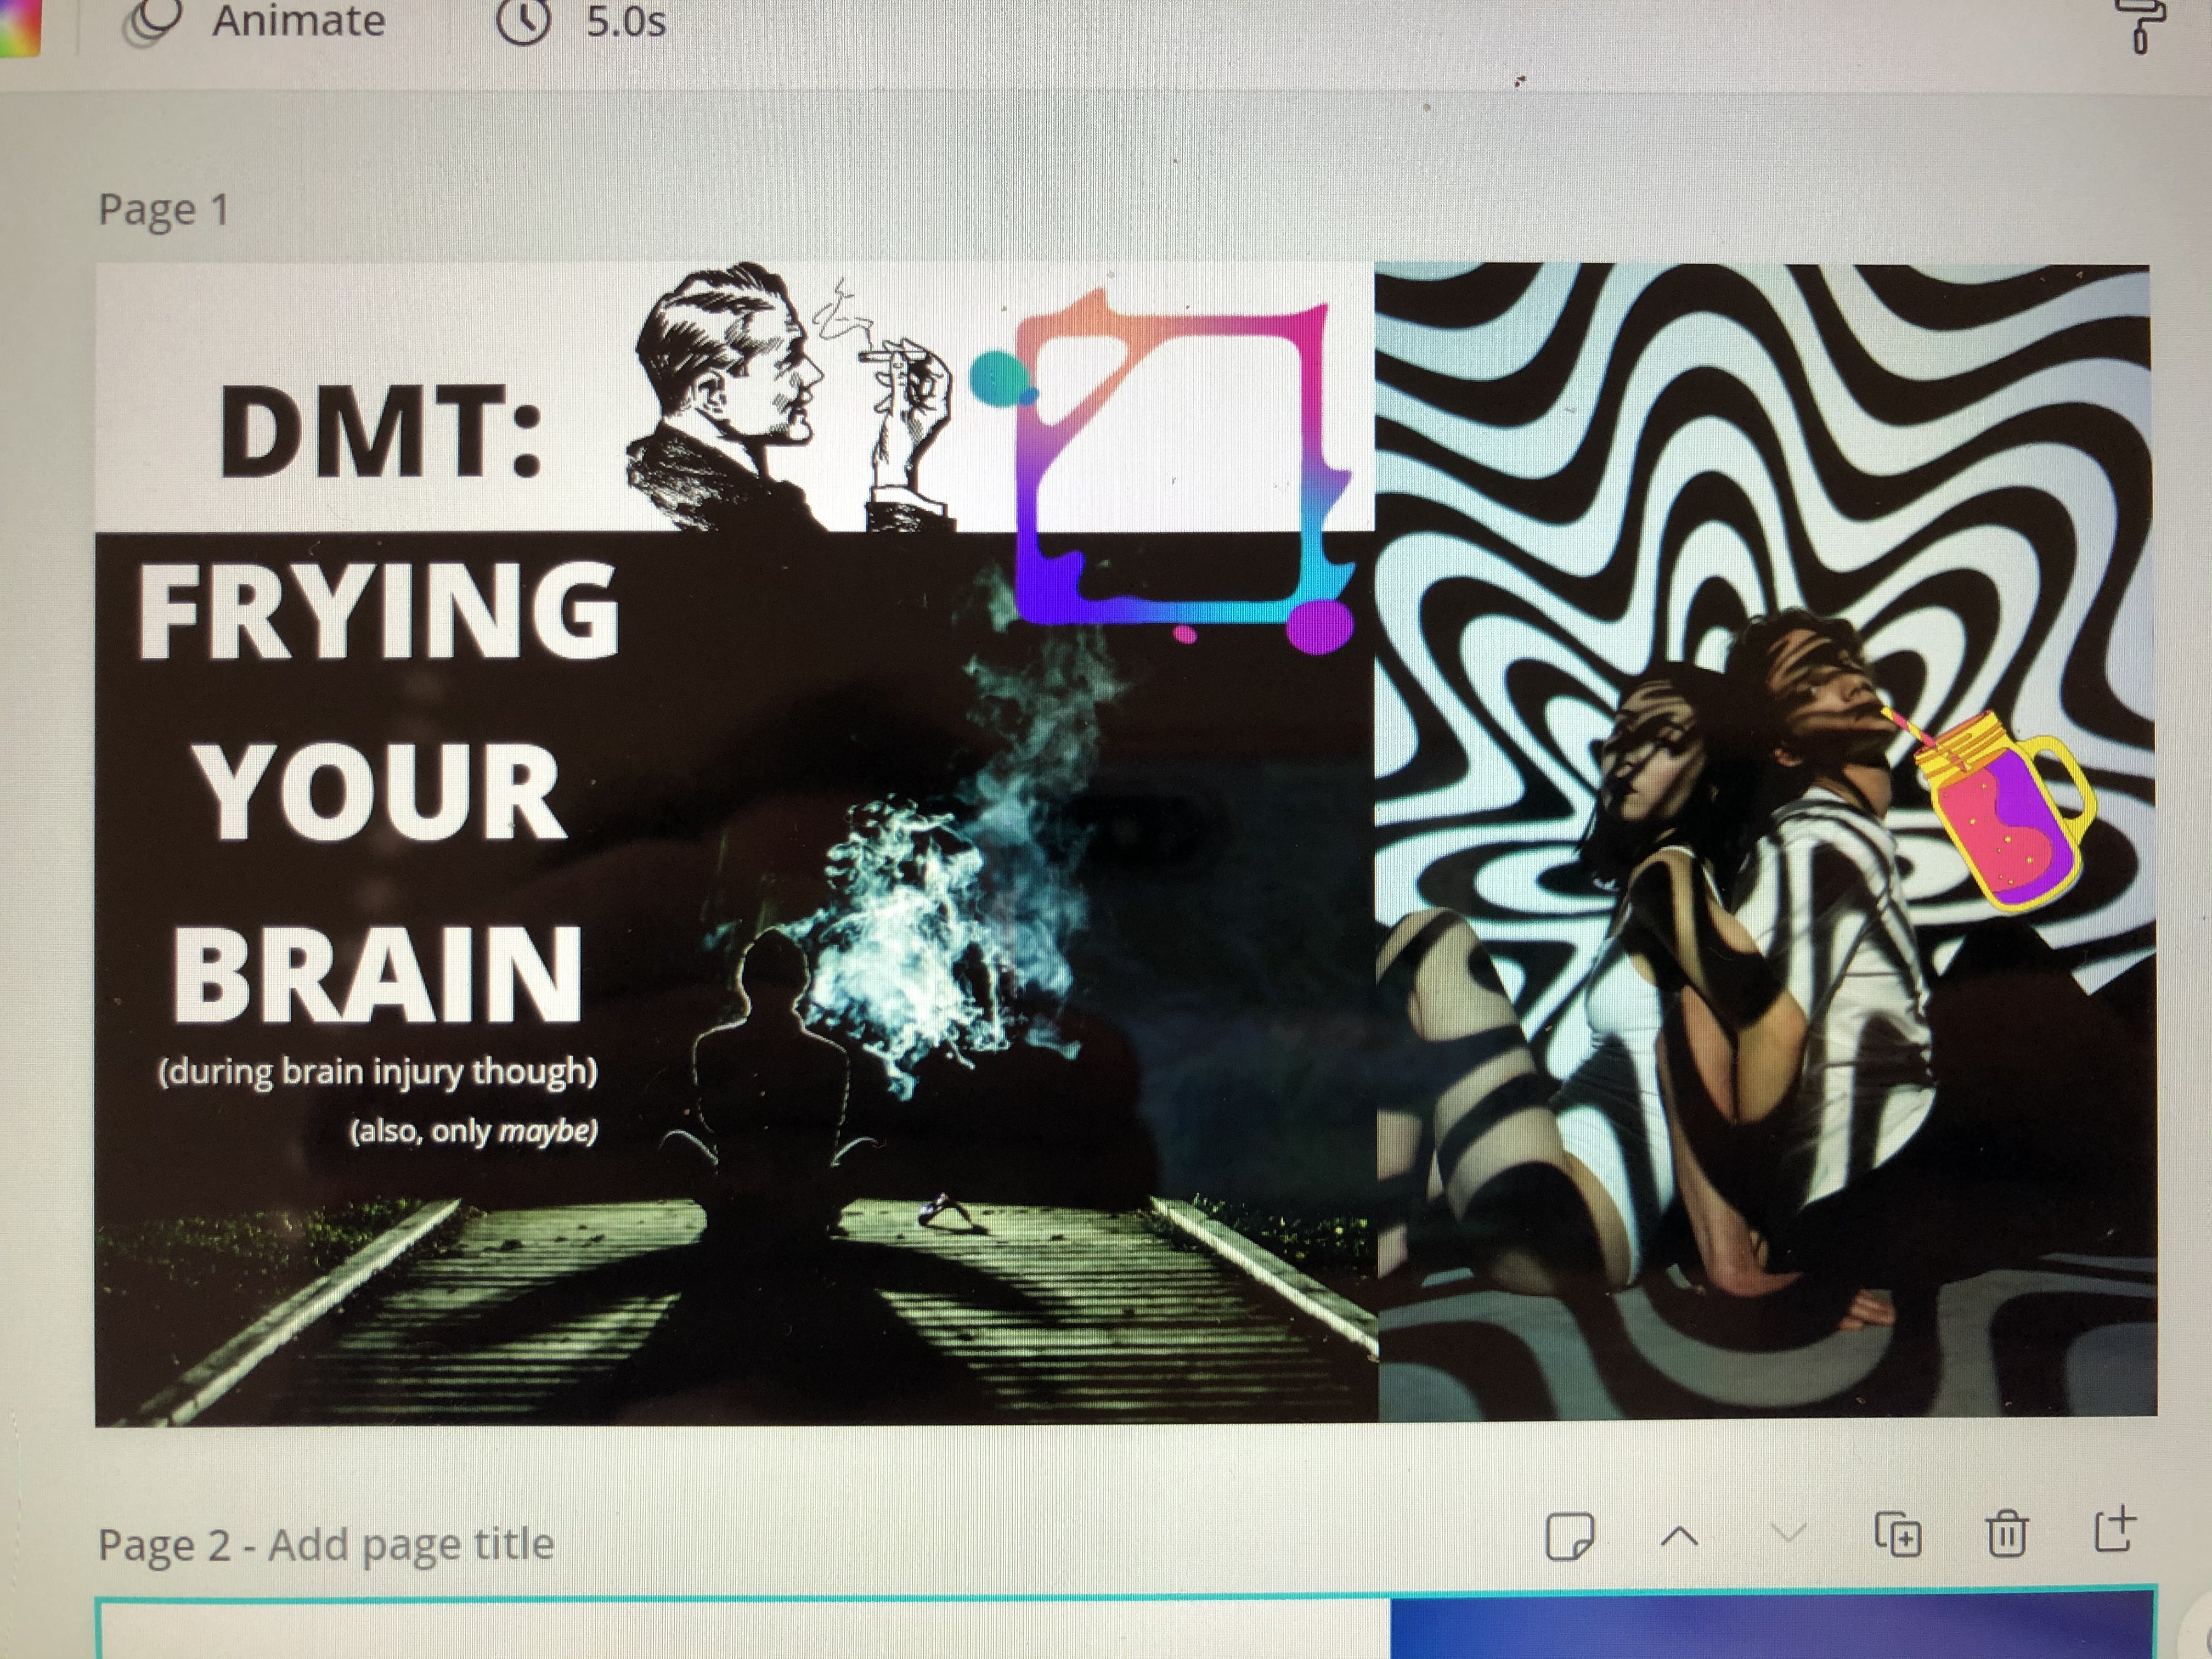 Animate 5.0s
Page 1
DMT:
FRYING
YOUR
BRAIN
(during brain injury though)
(also, only maybe)
Page 2 - Add page title